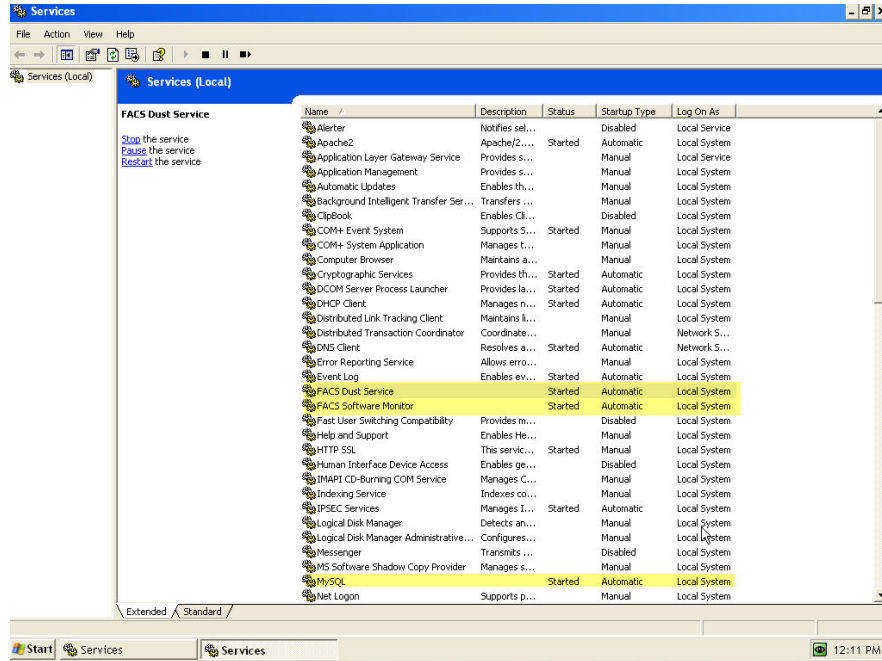 Services
File Action View Help
Services (Local)
Services (Local)
FACS Dust Service
Stop the service
Pause the service
Restart the service
Name Description Status Startup Type Log On As
Alerter Notifies sel... Disabled Local Service
Apache2 Apache/2.... Started Automatic Local System
Application Layer Gateway Service Provides s... Manual Local Service
Application Management Provides s... Manual Local System
Automatic Updates Enables th... Manual Local System
Background Intelligent Transfer Ser... Transfers ... Manual Local System
ClipBook Enables Cli... Disabled Local System
COM+ Event System Supports S... Started Manual Local System
COM+ System Application Manages t... Manual Local System
Computer Browser Maintains a... Manual Local System
Cryptographic Services Provides th... Started Automatic Local System
DCOM Server Process Launcher Provides la... Started Automatic Local System
DHCP Client Manages n... Started Automatic Local System
Distributed Link Tracking Client Maintains li... Manual Local System
Distributed Transaction Coordinator Coordinate... Manual Network S...
DNS Client Resolves a... Started Automatic Network S...
Error Reporting Service Allows erro... Manual Local System
Event Log Enables ev... Started Automatic Local System
FACS Dust Service Started Automatic Local System
FACS Software Monitor Started Automatic Local System
Fast User Switching Compatibility Provides m... Disabled Local System
Help and Support Enables He... Manual Local System
HTTP SSL This servic... Started Manual Local System
Human Interface Device Access Enables ge... Disabled Local System
IMAPI CD-Burning COM Service Manages C... Manual Local System
Indexing Service Indexes co... Manual Local System
IPSEC Services Manages I... Started Automatic Local System
Logical Disk Manager Detects an... Manual Local System
Logical Disk Manager Administrative... Configures... Manual Local System
Messenger Transmits ... Disabled Local System
MS Software Shadow Copy Provider Manages s... Manual Local System
MySQL Started Automatic Local System
Net Logon Supports p... Manual Local System
Extended Standard
Start Services Services 12:11 PM